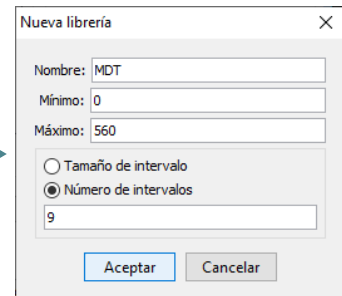 Nueva librería
Nombre: MDT
Mínimo: 0
Máximo: 560
Tamaño de intervalo
Número de intervalos
9
Aceptar Cancelar